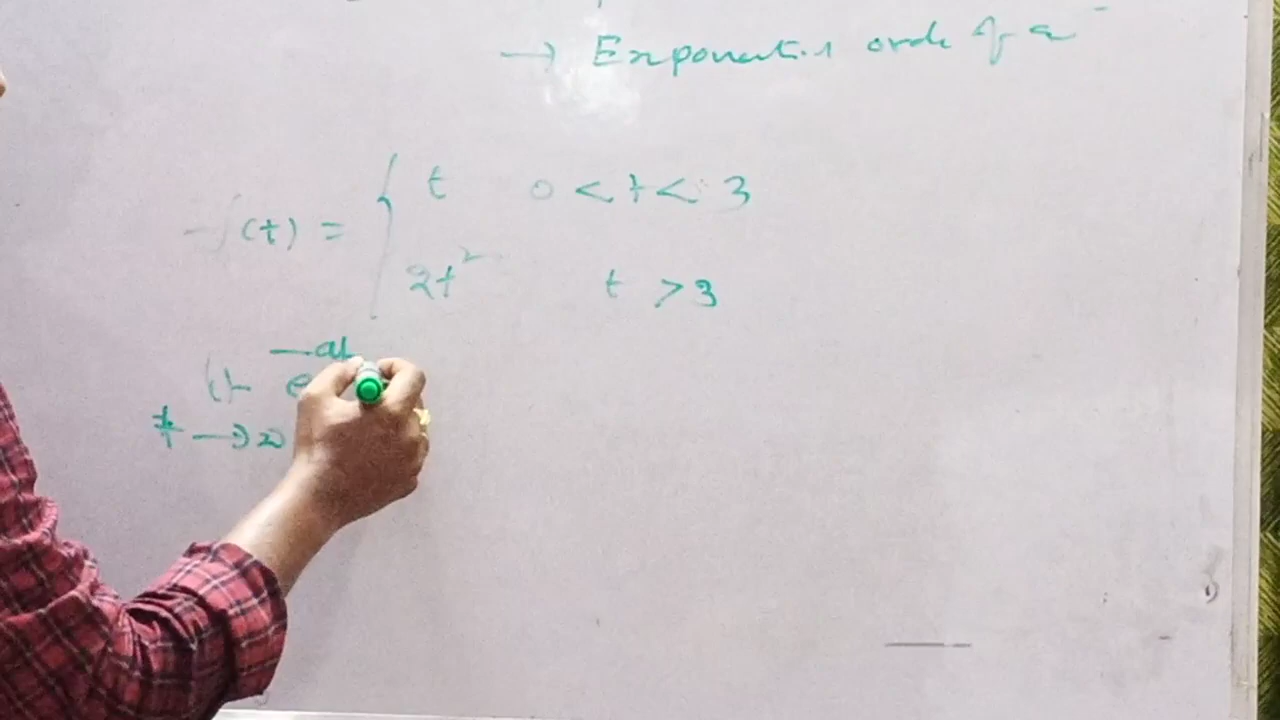 → Exponential order of a
f(t) = { t 0 < t < 3
2t² t > 3
lt e^-at
t → ∞